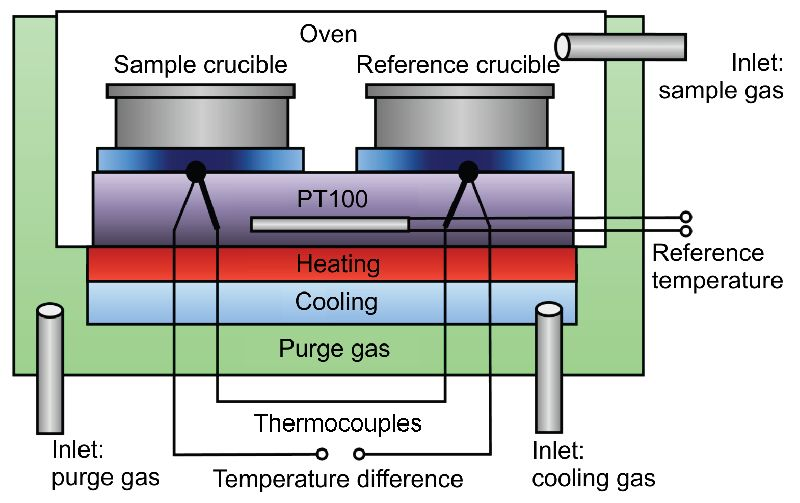 Oven
Sample crucible
Reference crucible
Inlet:
sample gas
PT100
Reference
temperature
Heating
Cooling
Purge gas
Thermocouples
Inlet:
purge gas
Temperature difference
Inlet:
cooling gas